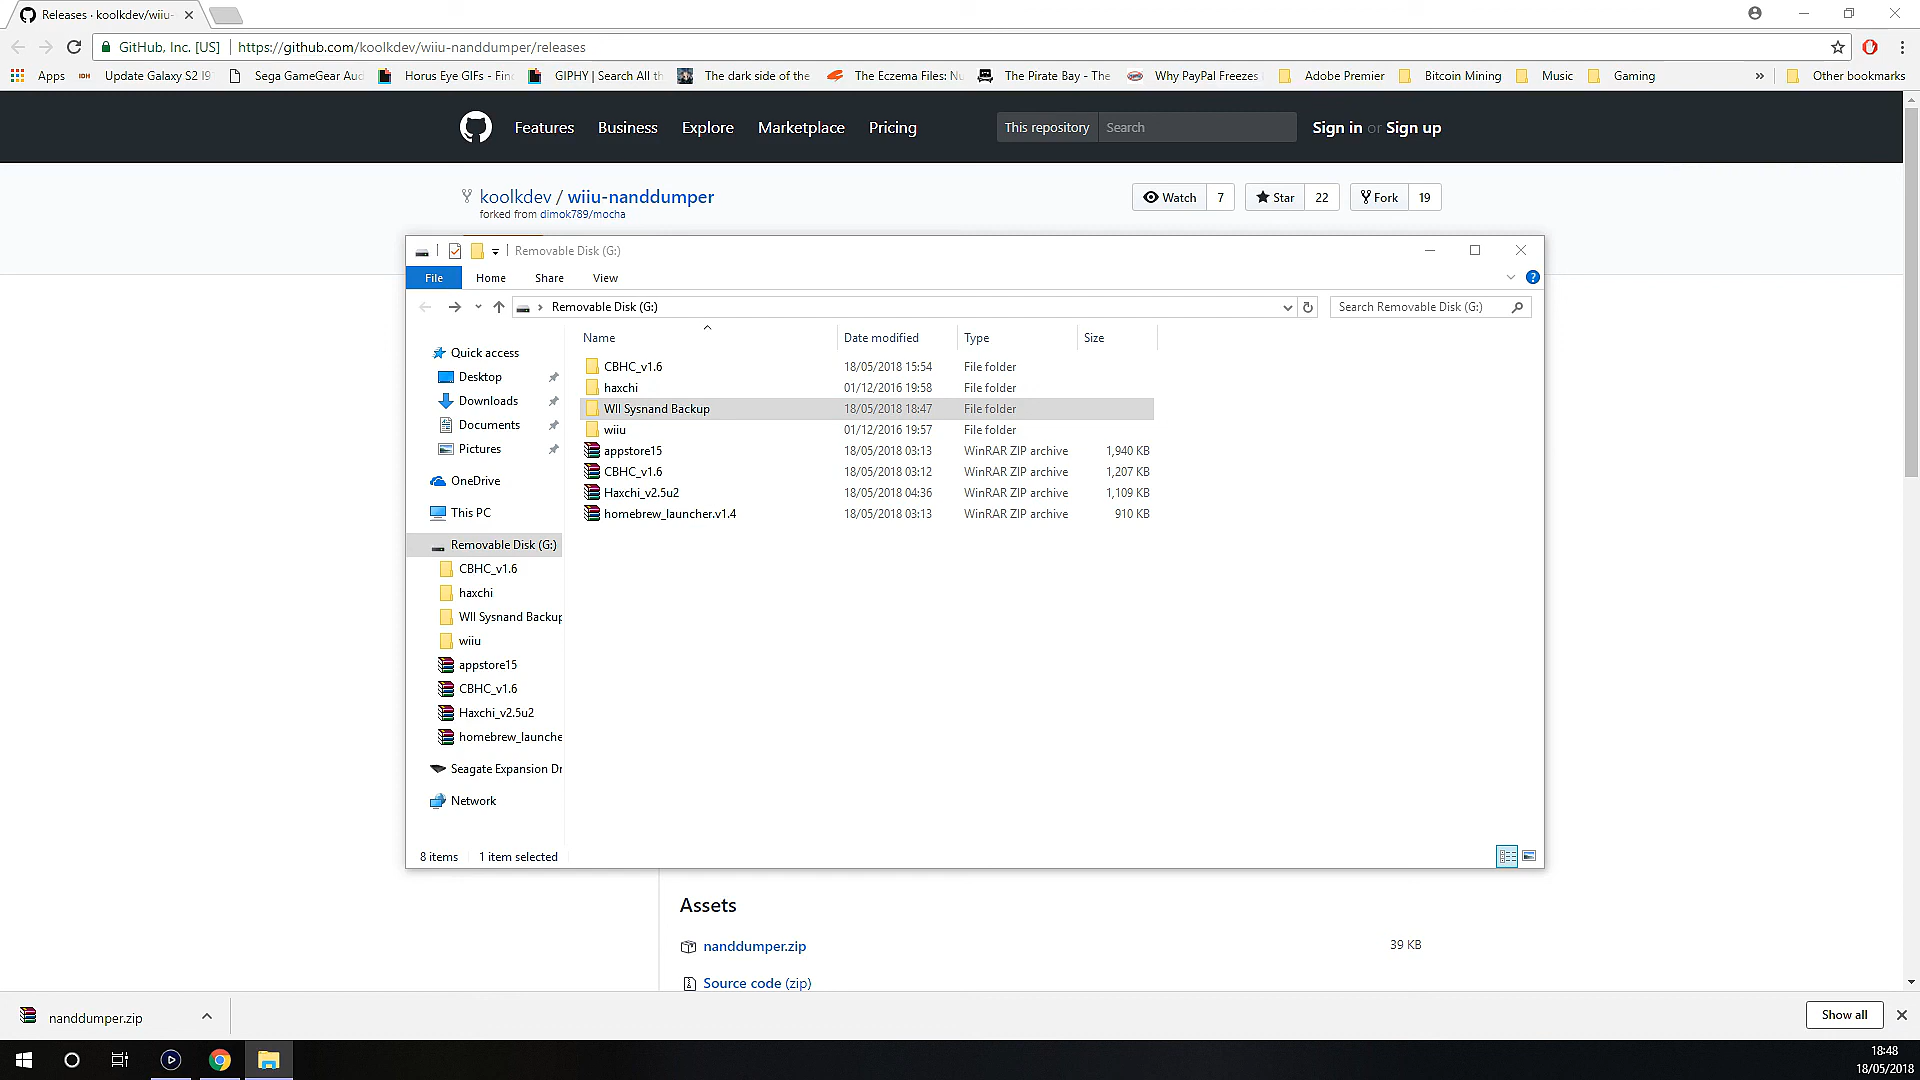 Releases · koolkdev/wiiu-
GitHub, Inc. [US] https://github.com/koolkdev/wiiu-nanddumper/releases
Apps Update Galaxy S2 I9 Sega GameGear Aud Horus Eye GIFs - Fin GIPHY | Search All th The dark side of the The Eczema Files: Nu The Pirate Bay - The Why PayPal Freezes Adobe Premier Bitcoin Mining Music Gaming » Other bookmarks
Features Business Explore Marketplace Pricing This repository Search Sign in or Sign up
koolkdev / wiiu-nanddumper Watch 7 Star 22 Fork 19
forked from dimok789/mocha
Removable Disk (G:)
File Home Share View
Removable Disk (G:) Search Removable Disk (G:)
Name Date modified Type Size
CBHC_v1.6 18/05/2018 15:54 File folder
haxchi 01/12/2016 19:58 File folder
WII Sysnand Backup 18/05/2018 18:47 File folder
wiiu 01/12/2016 19:57 File folder
appstore15 18/05/2018 03:13 WinRAR ZIP archive 1,940 KB
CBHC_v1.6 18/05/2018 03:12 WinRAR ZIP archive 1,207 KB
Haxchi_v2.5u2 18/05/2018 04:36 WinRAR ZIP archive 1,109 KB
homebrew_launcher.v1.4 18/05/2018 03:13 WinRAR ZIP archive 910 KB
Quick access
Desktop
Downloads
Documents
Pictures
OneDrive
This PC
Removable Disk (G:)
CBHC_v1.6
haxchi
WII Sysnand Backup
wiiu
appstore15
CBHC_v1.6
Haxchi_v2.5u2
homebrew_launche
Seagate Expansion Dr
Network
8 items 1 item selected
Assets
nanddumper.zip 39 KB
Source code (zip)
nanddumper.zip Show all
18:48
18/05/2018